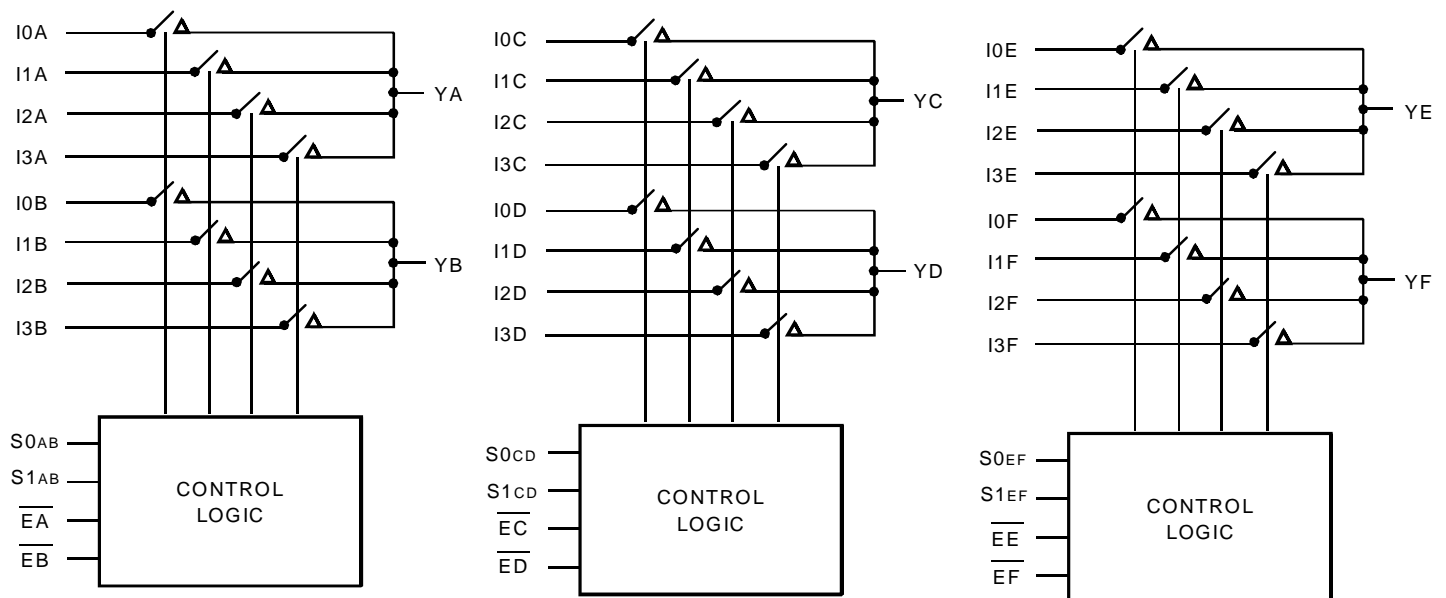 I0A
I1A
YA
I2A
I3A
I0B
I1B
YB
I2B
I3B
S0AB
S1AB
EA
EB
CONTROL
LOGIC
I0C
I1C
YC
I2C
I3C
I0D
I1D
YD
I2D
I3D
S0CD
S1CD
EC
ED
CONTROL
LOGIC
I0E
I1E
YE
I2E
I3E
I0F
I1F
YF
I2F
I3F
S0EF
S1EF
EE
EF
CONTROL
LOGIC